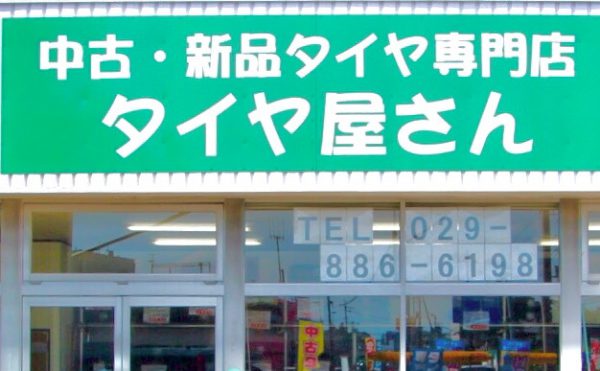 中古・新品タイヤ専門店
タイヤ屋さん
TEL 029-
886-6198
中古